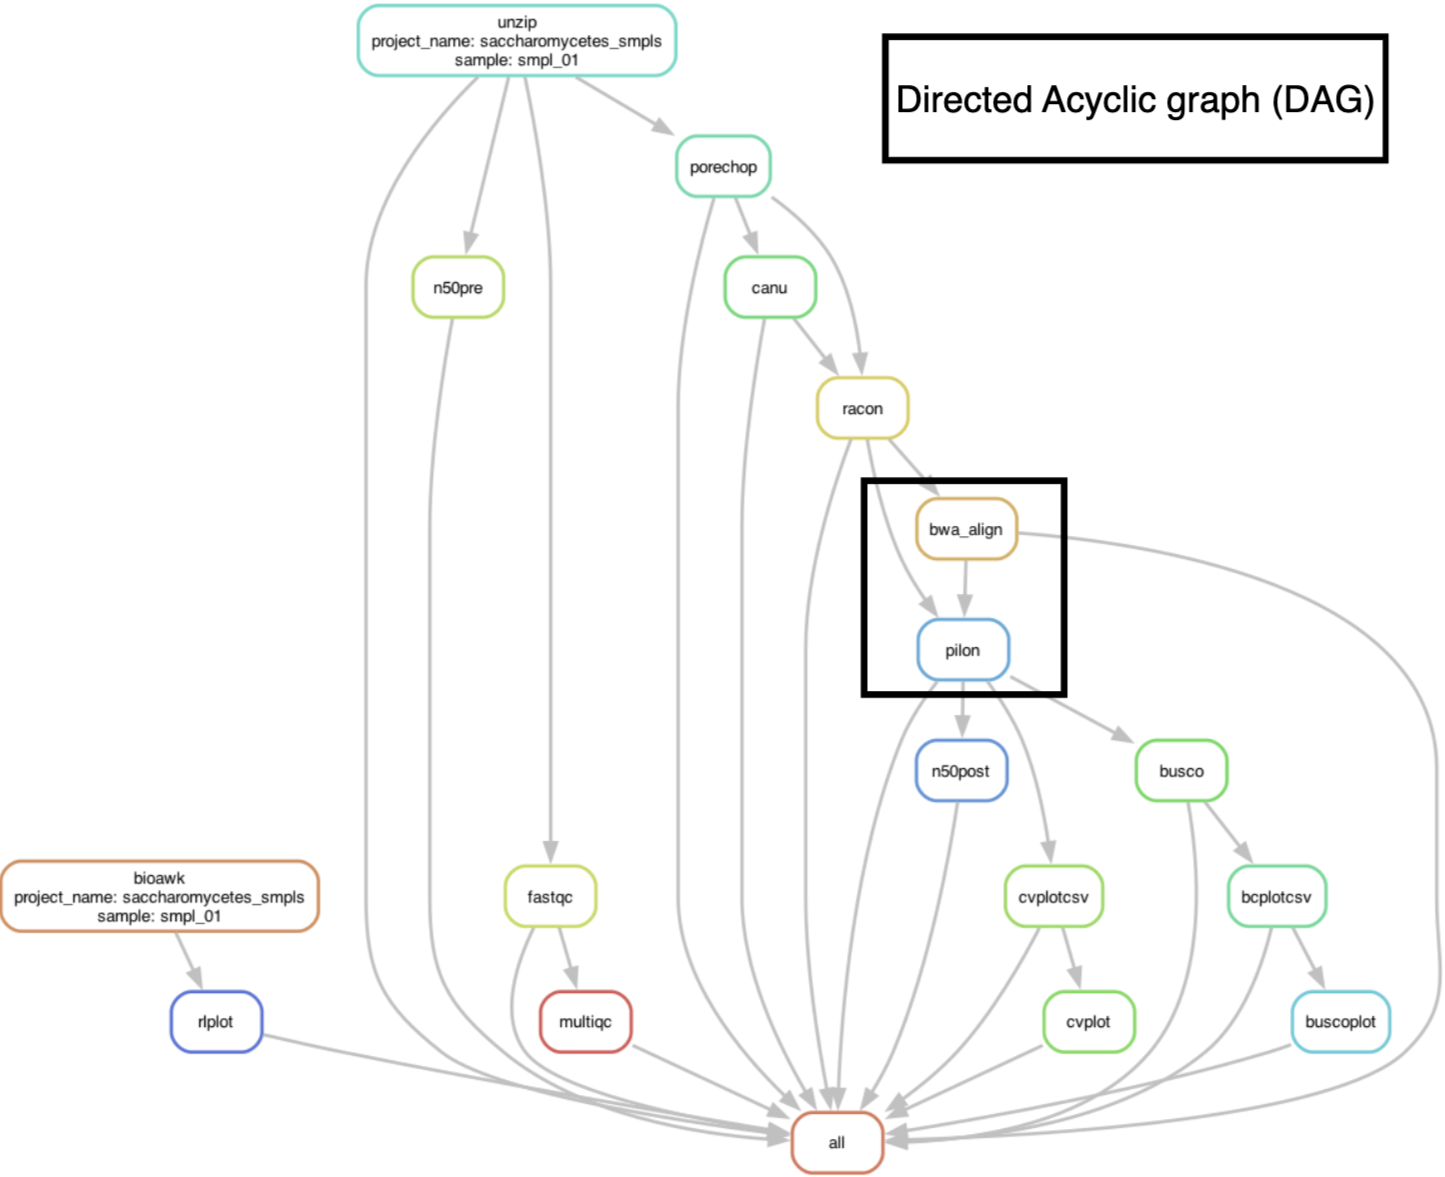 unzip
project_name: saccharomycetes_smpls
sample: smpl_01
Directed Acyclic graph (DAG)
porechop
n50pre
canu
racon
bwa_align
pilon
n50post
busco
bioawk
project_name: saccharomycetes_smpls
sample: smpl_01
fastqc
cvplotcsv
bcplotcsv
rlplot
multiqc
cvplot
buscoplot
all